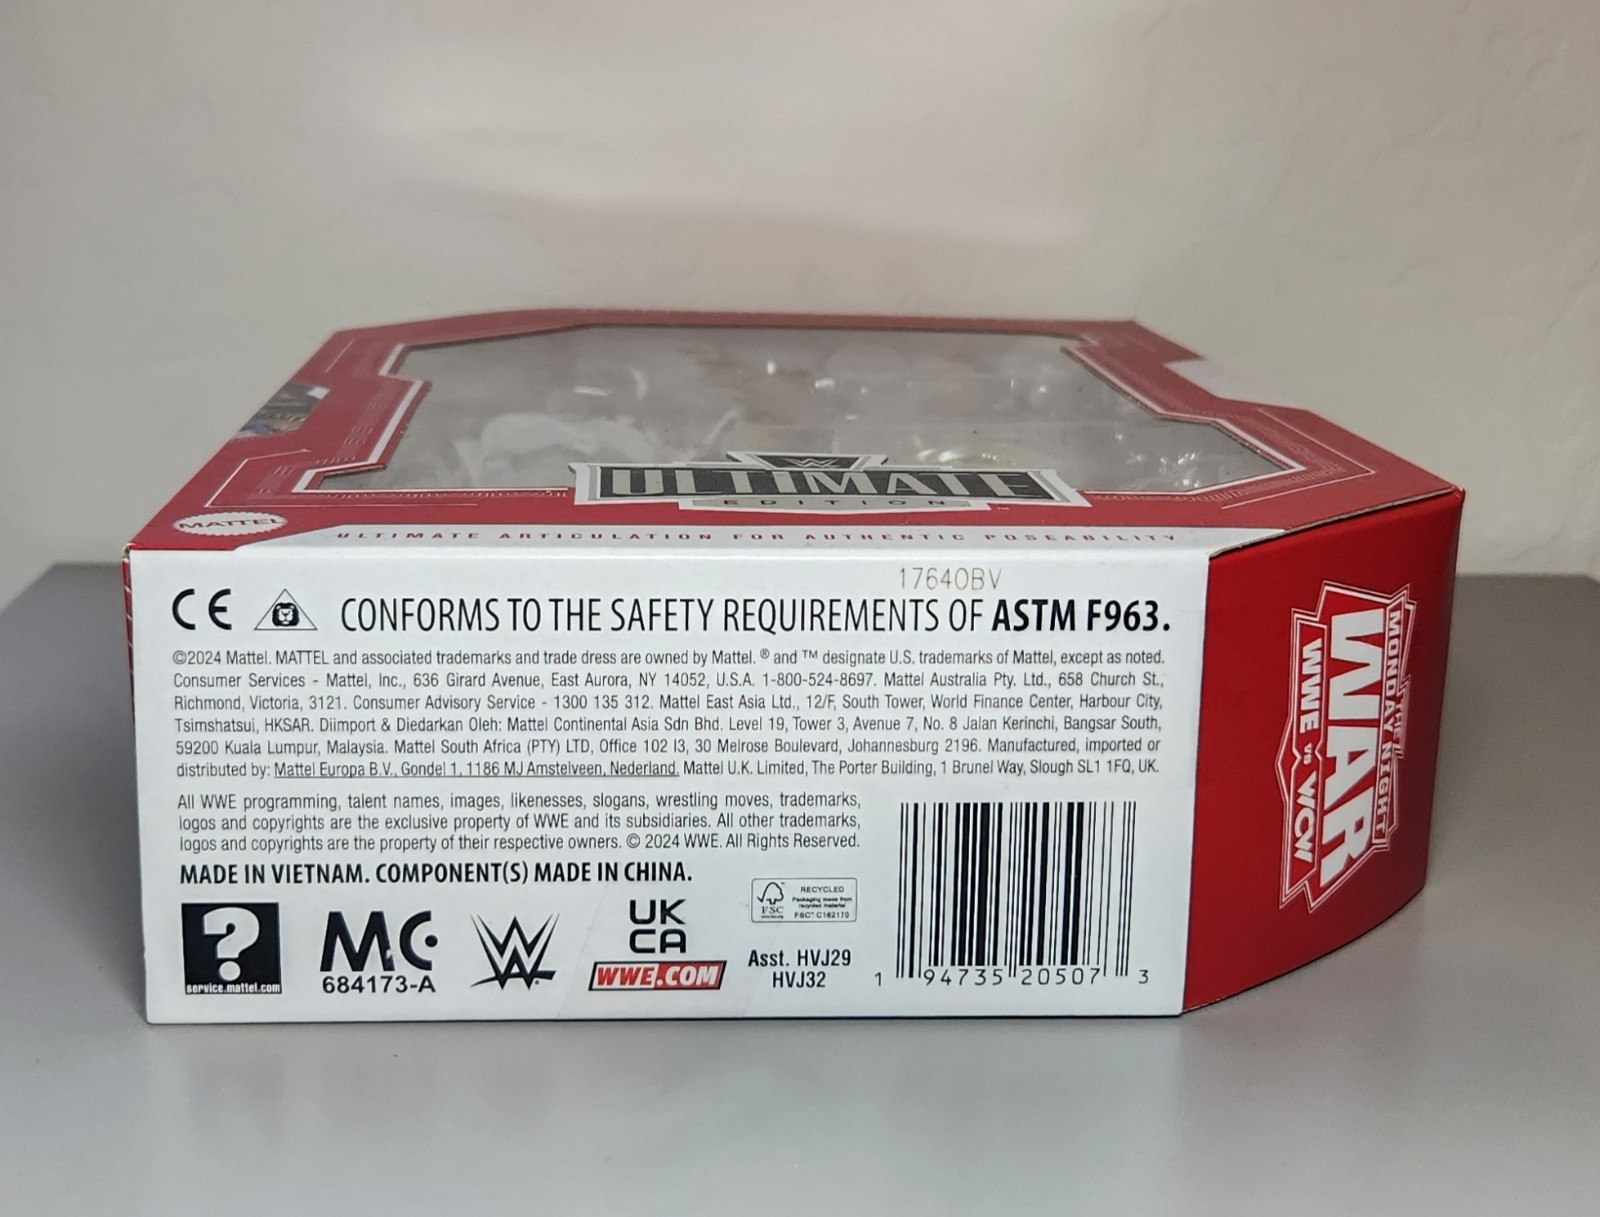 ULTIMATE
EDITION
MATTEL
ULTIMATE ARTICULATION FOR AUTHENTIC POSEABILITY
17640BV
CE CONFORMS TO THE SAFETY REQUIREMENTS OF ASTM F963.
©2024 Mattel. MATTEL and associated trademarks and trade dress are owned by Mattel. ® and ™ designate U.S. trademarks of Mattel, except as noted.
Consumer Services - Mattel, Inc., 636 Girard Avenue, East Aurora, NY 14052, U.S.A. 1-800-524-8697. Mattel Australia Pty. Ltd., 658 Church St.,
Richmond, Victoria, 3121. Consumer Advisory Service - 1300 135 312. Mattel East Asia Ltd., 12/F, South Tower, World Finance Center, Harbour City,
Tsimshatsui, HKSAR. Diimport & Diedarkan Oleh: Mattel Continental Asia Sdn Bhd. Level 19, Tower 3, Avenue 7, No. 8 Jalan Kerinchi, Bangsar South,
59200 Kuala Lumpur, Malaysia. Mattel South Africa (PTY) LTD, Office 102 I3, 30 Melrose Boulevard, Johannesburg 2196. Manufactured, imported or
distributed by: Mattel Europa B.V., Gondel 1, 1186 MJ Amstelveen, Nederland. Mattel U.K. Limited, The Porter Building, 1 Brunel Way, Slough SL1 1FQ, UK.
All WWE programming, talent names, images, likenesses, slogans, wrestling moves, trademarks,
logos and copyrights are the exclusive property of WWE and its subsidiaries. All other trademarks,
logos and copyrights are the property of their respective owners. © 2024 WWE. All Rights Reserved.
MADE IN VIETNAM. COMPONENT(S) MADE IN CHINA.
?
service.mattel.com
MC
684173-A
W
UK
CA
WWE.COM
FSC
RECYCLED
Packaging made from
recycled material
FSC™ C182170
Asst. HVJ29
HVJ32
1 94735 20507 3
THE
MONDAY NIGHT
WAR
WWE vs WCW